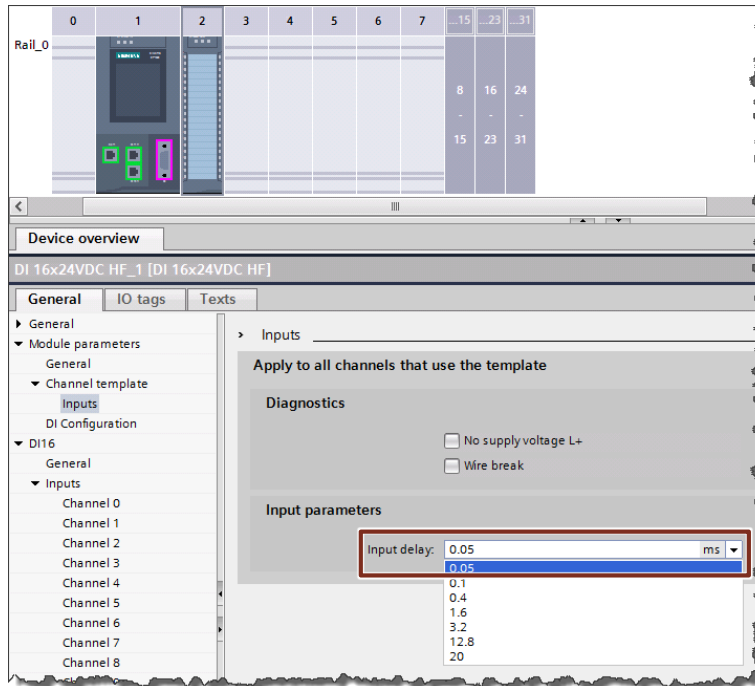 0 1 2 3 4 5 6 7 ...15 ...23 ...31
Rail_0
SIEMENS
8 16 24
- - -
15 23 31
Device overview
DI 16x24VDC HF_1 [DI 16x24VDC HF]
General IO tags Texts
General
Module parameters
General
Channel template
Inputs
DI Configuration
DI16
General
Inputs
Channel 0
Channel 1
Channel 2
Channel 3
Channel 4
Channel 5
Channel 6
Channel 7
Channel 8
Inputs
Apply to all channels that use the template
Diagnostics
No supply voltage L+
Wire break
Input parameters
Input delay: 0.05 ms
0.05
0.1
0.4
1.6
3.2
12.8
20